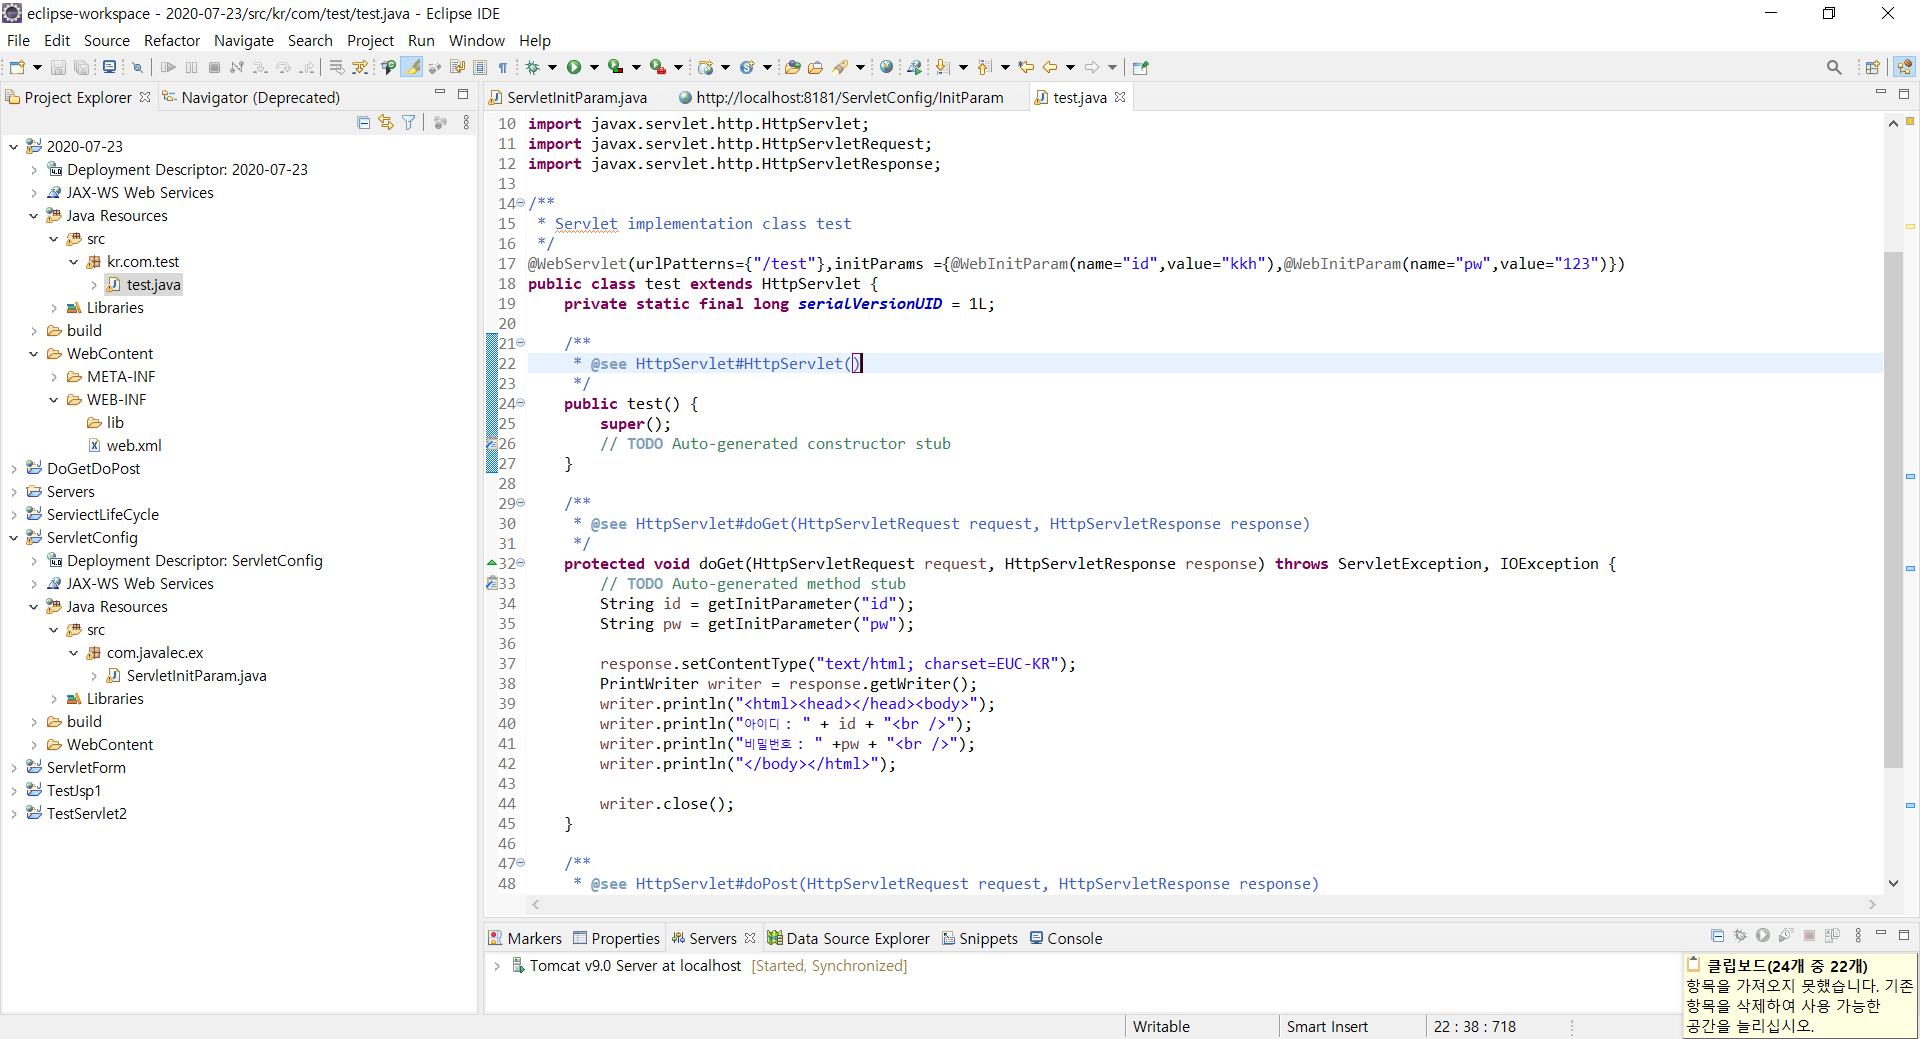 eclipse-workspace - 2020-07-23/src/kr/com/test/test.java - Eclipse IDE
File Edit Source Refactor Navigate Search Project Run Window Help
Project Explorer
Navigator (Deprecated)
2020-07-23
Deployment Descriptor: 2020-07-23
JAX-WS Web Services
Java Resources
src
kr.com.test
test.java
Libraries
build
WebContent
META-INF
WEB-INF
lib
web.xml
DoGetDoPost
Servers
ServiectLifeCycle
ServletConfig
Deployment Descriptor: ServletConfig
JAX-WS Web Services
Java Resources
src
com.javalec.ex
ServletInitParam.java
Libraries
build
WebContent
ServletForm
TestJsp1
TestServlet2
ServletInitParam.java http://localhost:8181/ServletConfig/InitParam test.java
10 import javax.servlet.http.HttpServlet;
11 import javax.servlet.http.HttpServletRequest;
12 import javax.servlet.http.HttpServletResponse;
13
14 /**
15 * Servlet implementation class test
16 */
17 @WebServlet(urlPatterns={"/test"},initParams ={@WebInitParam(name="id",value="kkh"),@WebInitParam(name="pw",value="123")})
18 public class test extends HttpServlet {
19 private static final long serialVersionUID = 1L;
20
21 /**
22 * @see HttpServlet#HttpServlet()
23 */
24 public test() {
25 super();
26 // TODO Auto-generated constructor stub
27 }
28
29 /**
30 * @see HttpServlet#doGet(HttpServletRequest request, HttpServletResponse response)
31 */
32 protected void doGet(HttpServletRequest request, HttpServletResponse response) throws ServletException, IOException {
33 // TODO Auto-generated method stub
34 String id = getInitParameter("id");
35 String pw = getInitParameter("pw");
36
37 response.setContentType("text/html; charset=EUC-KR");
38 PrintWriter writer = response.getWriter();
39 writer.println("<html><head></head><body>");
40 writer.println("아이디 : " + id + "<br />");
41 writer.println("비밀번호 : " +pw + "<br />");
42 writer.println("</body></html>");
43
44 writer.close();
45 }
46
47 /**
48 * @see HttpServlet#doPost(HttpServletRequest request, HttpServletResponse response)
Markers Properties Servers Data Source Explorer Snippets Console
Tomcat v9.0 Server at localhost [Started, Synchronized]
클립보드(24개 중 22개)
항목을 가져오지 못했습니다. 기존
항목을 삭제하여 사용 가능한
공간을 늘리십시오.
Writable Smart Insert 22 : 38 : 718